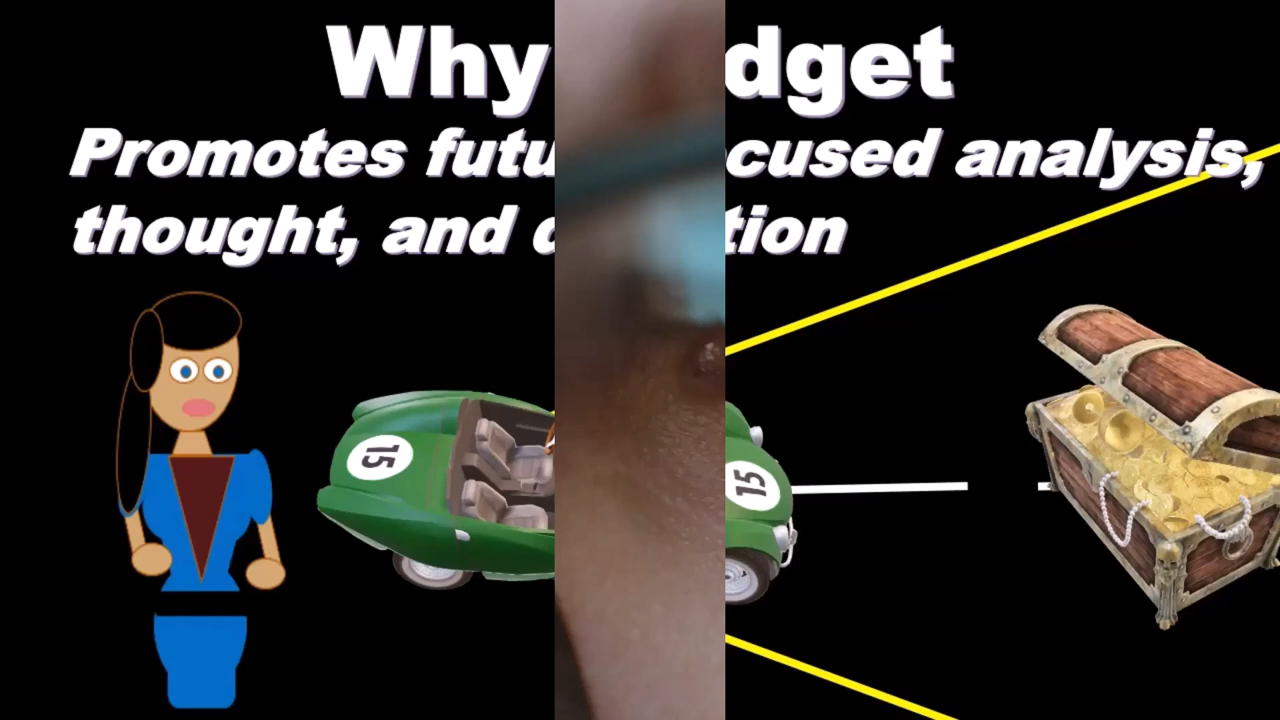 Why dget
Promotes futu cused analysis,
thought, and tion
15 15